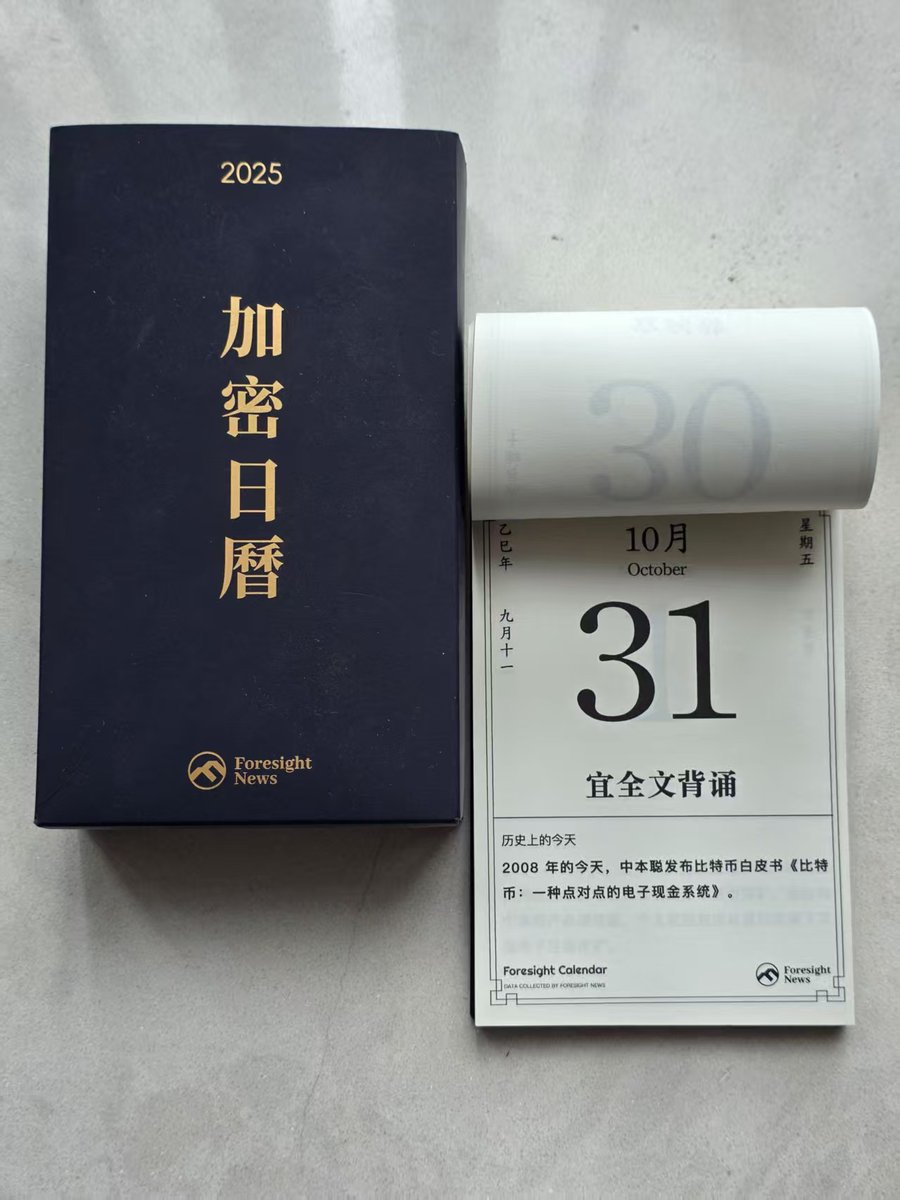 2025
加密日曆
Foresight
News
30
乙巳年 九月十一
10月
October
星期五
31
宜全文背诵
历史上的今天
2008 年的今天，中本聪发布比特币白皮书《比特
币：一种点对点的电子现金系统》。
Foresight Calendar
DATA COLLECTED BY FORESIGHT NEWS
Foresight
News